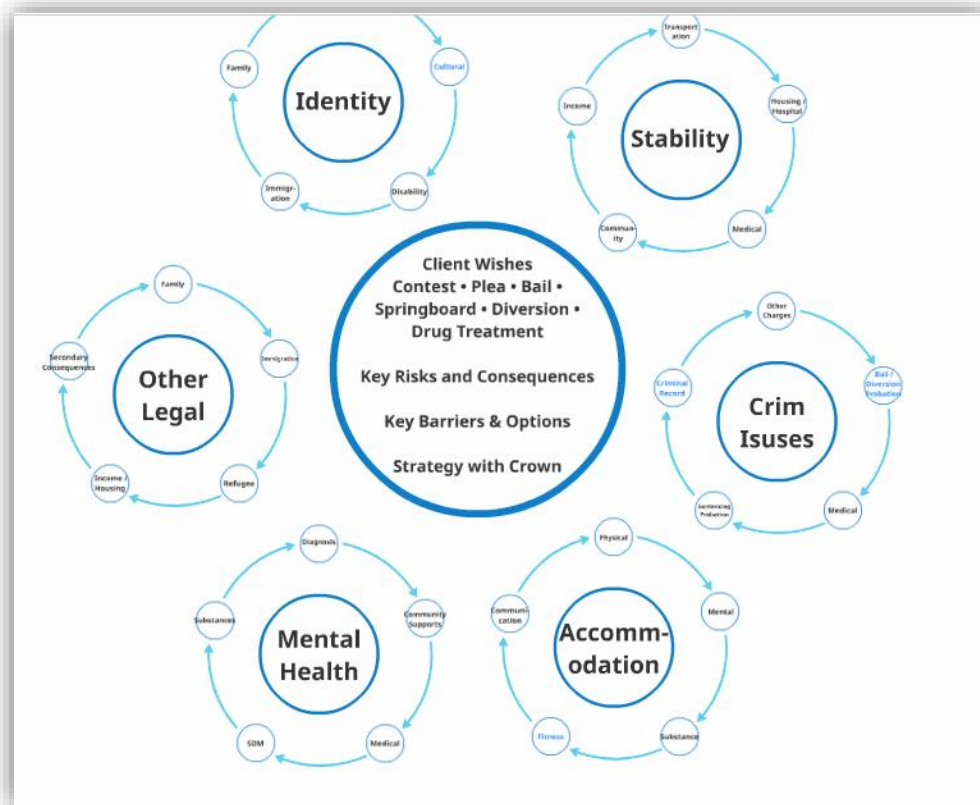 Identity
Cultural
Disability
Immigr-
ation
Family
Stability
Transport
ation
Housing /
Hospital
Medical
Commun-
ity
Income
Client Wishes
Contest • Plea • Bail •
Springboard • Diversion •
Drug Treatment
Key Risks and Consequences
Key Barriers & Options
Strategy with Crown
Other
Legal
Family
Immigration
Refugee
Income /
Housing
Secondary
Consequences
Crim
Isuses
Other
Charges
Bail /
Diversion
Probation
Medical
Sentencing
Probation
Criminal
Record
Mental
Health
Diagnosis
Community
Supports
Medical
SDM
Substances
Accomm-
odation
Physical
Mental
Substance
Fitness
Communi-
cation